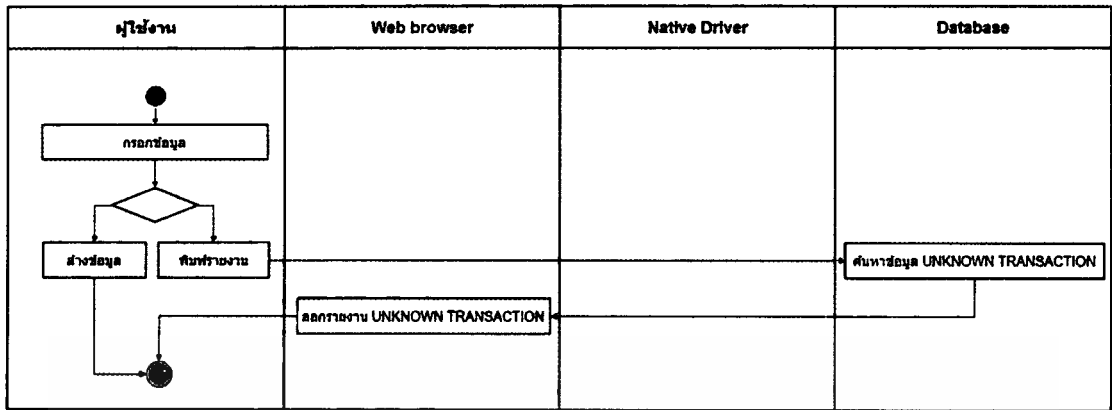 ผู้ใช้งาน
Web browser
Native Driver
Database
กรอกข้อมูล
ล้างข้อมูล
พิมพ์รายงาน
ค้นหาข้อมูล UNKNOWN TRANSACTION
ออกรายงาน UNKNOWN TRANSACTION